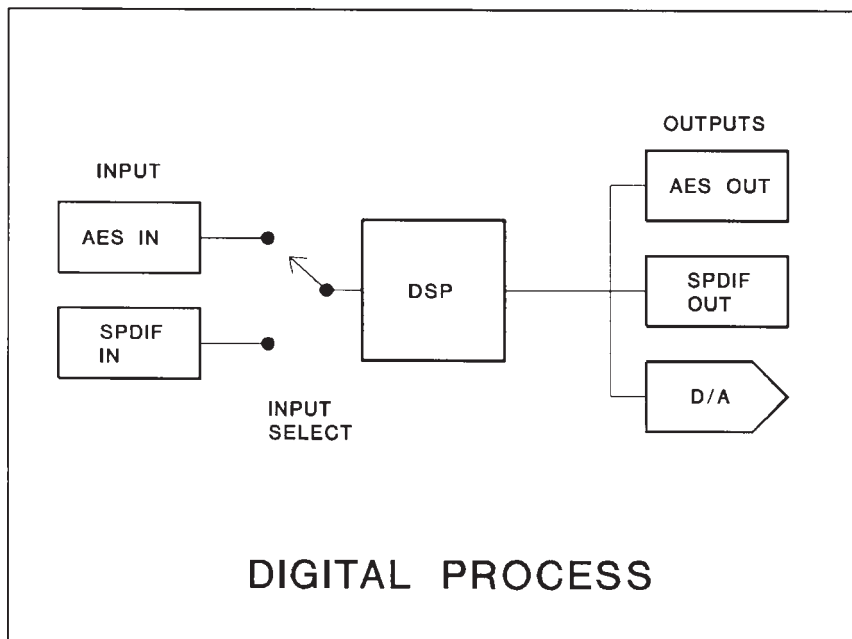 OUTPUTS
INPUT
AES IN
AES OUT
DSP
SPDIF
OUT
SPDIF
IN
D/A
INPUT
SELECT
DIGITAL PROCESS